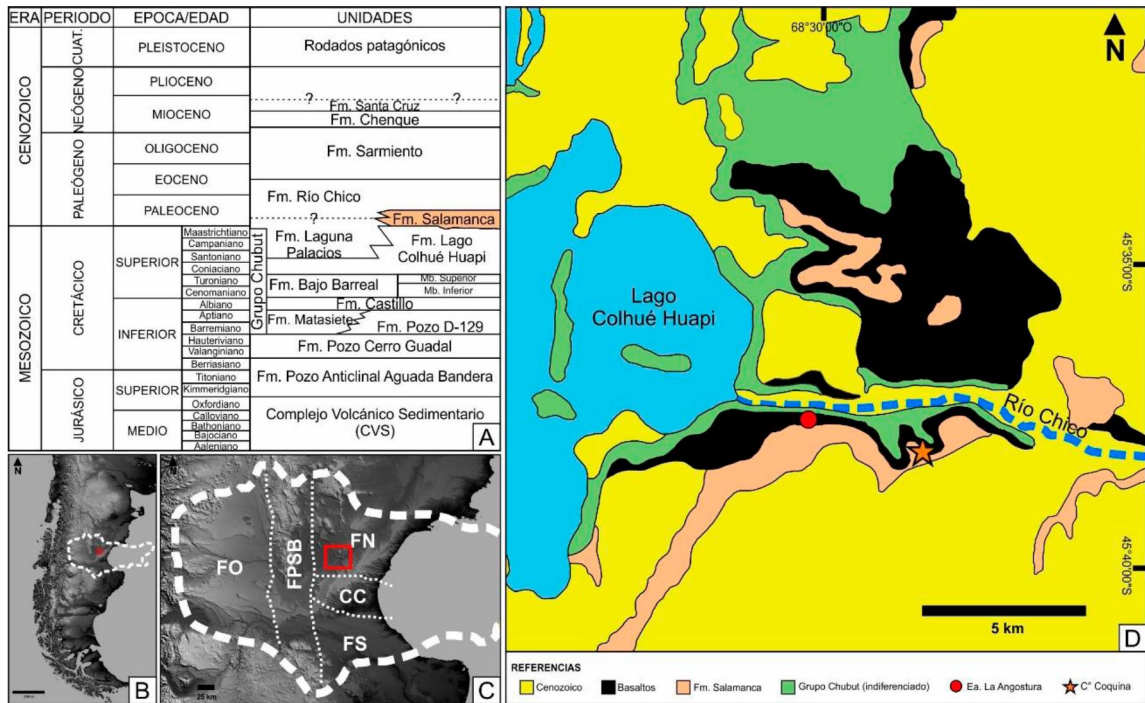 ERA PERIODO EPOCA/EDAD UNIDADES
CENOZOICO
CUAT.
PLEISTOCENO
Rodados patagónicos
NEÓGENO
PLIOCENO
? ?
MIOCENO
Fm. Santa Cruz
Fm. Chenque
PALEÓGENO
OLIGOCENO
Fm. Sarmiento
EOCENO
Fm. Río Chico
PALEOCENO
?
Fm. Salamanca
MESOZOICO
CRETÁCICO
SUPERIOR
Maastrichtiano
Campaniano
Santoniano
Coniaciano
Turoniano
Cenomaniano
Grupo Chubut
Fm. Laguna
Palacios
Fm. Lago
Colhué Huapi
Fm. Bajo Barreal
Mb. Superior
Mb. Inferior
INFERIOR
Albiano
Aptiano
Barremiano
Hauteriviano
Valanginiano
Berriasiano
Fm. Castillo
Fm. Matasiete
Fm. Pozo D-129
Fm. Pozo Cerro Guadal
JURÁSICO
SUPERIOR
Titoniano
Kimmeridgiano
Oxfordiano
Fm. Pozo Anticlinal Aguada Bandera
MEDIO
Calloviano
Bathoniano
Bajociano
Aaleniano
Complejo Volcánico Sedimentario
(CVS)
A
N
B
N
FO
FPSB
FN
CC
FS
25 km
C
68°30'00"O
N
45°35'00"S
Lago
Colhué Huapi
Río Chico
45°40'00"S
5 km
D
REFERENCIAS
Cenozoico
Basaltos
Fm. Salamanca
Grupo Chubut (indiferenciado)
Ea. La Angostura
C° Coquina